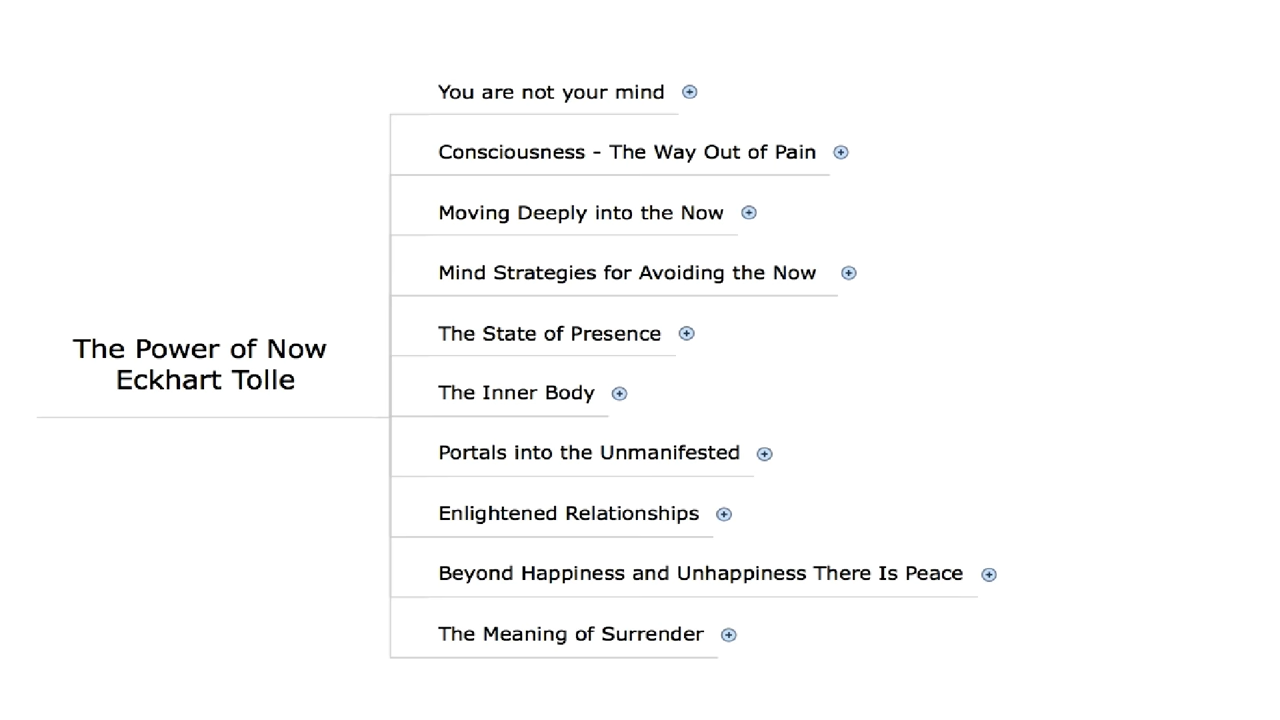 The Power of Now
Eckhart Tolle
You are not your mind
Consciousness - The Way Out of Pain
Moving Deeply into the Now
Mind Strategies for Avoiding the Now
The State of Presence
The Inner Body
Portals into the Unmanifested
Enlightened Relationships
Beyond Happiness and Unhappiness There Is Peace
The Meaning of Surrender